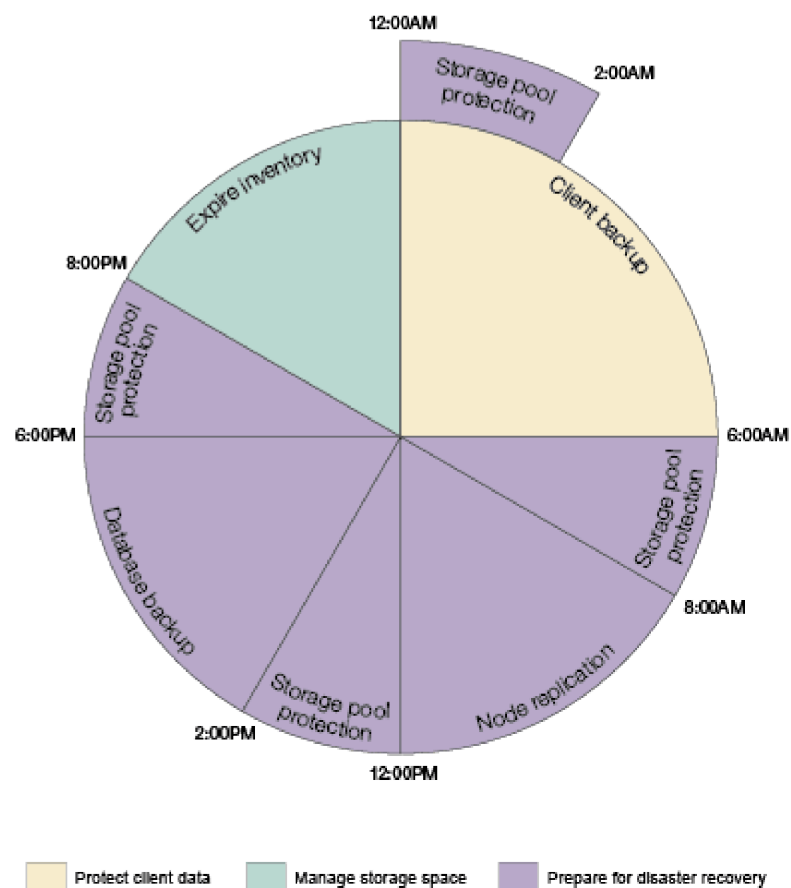 12:00AM
Storage pool
protection
2:00AM
Client backup
Expire inventory
8:00PM
Storage pool
protection
6:00PM
6:00AM
Storage pool
protection
8:00AM
Database backup
Node replication
Storage pool
protection
2:00PM
12:00PM
Protect client data
Manage storage space
Prepare for disaster recovery